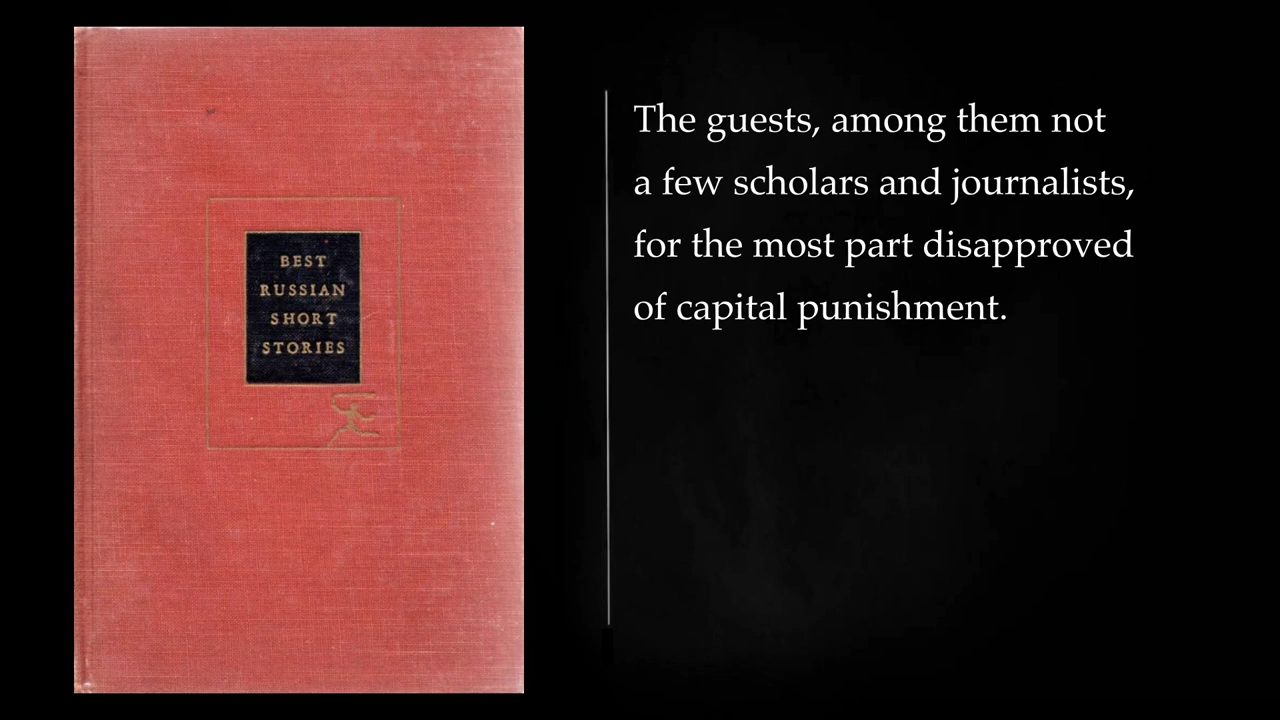 BEST
RUSSIAN
SHORT
STORIES
The guests, among them not
a few scholars and journalists,
for the most part disapproved
of capital punishment.